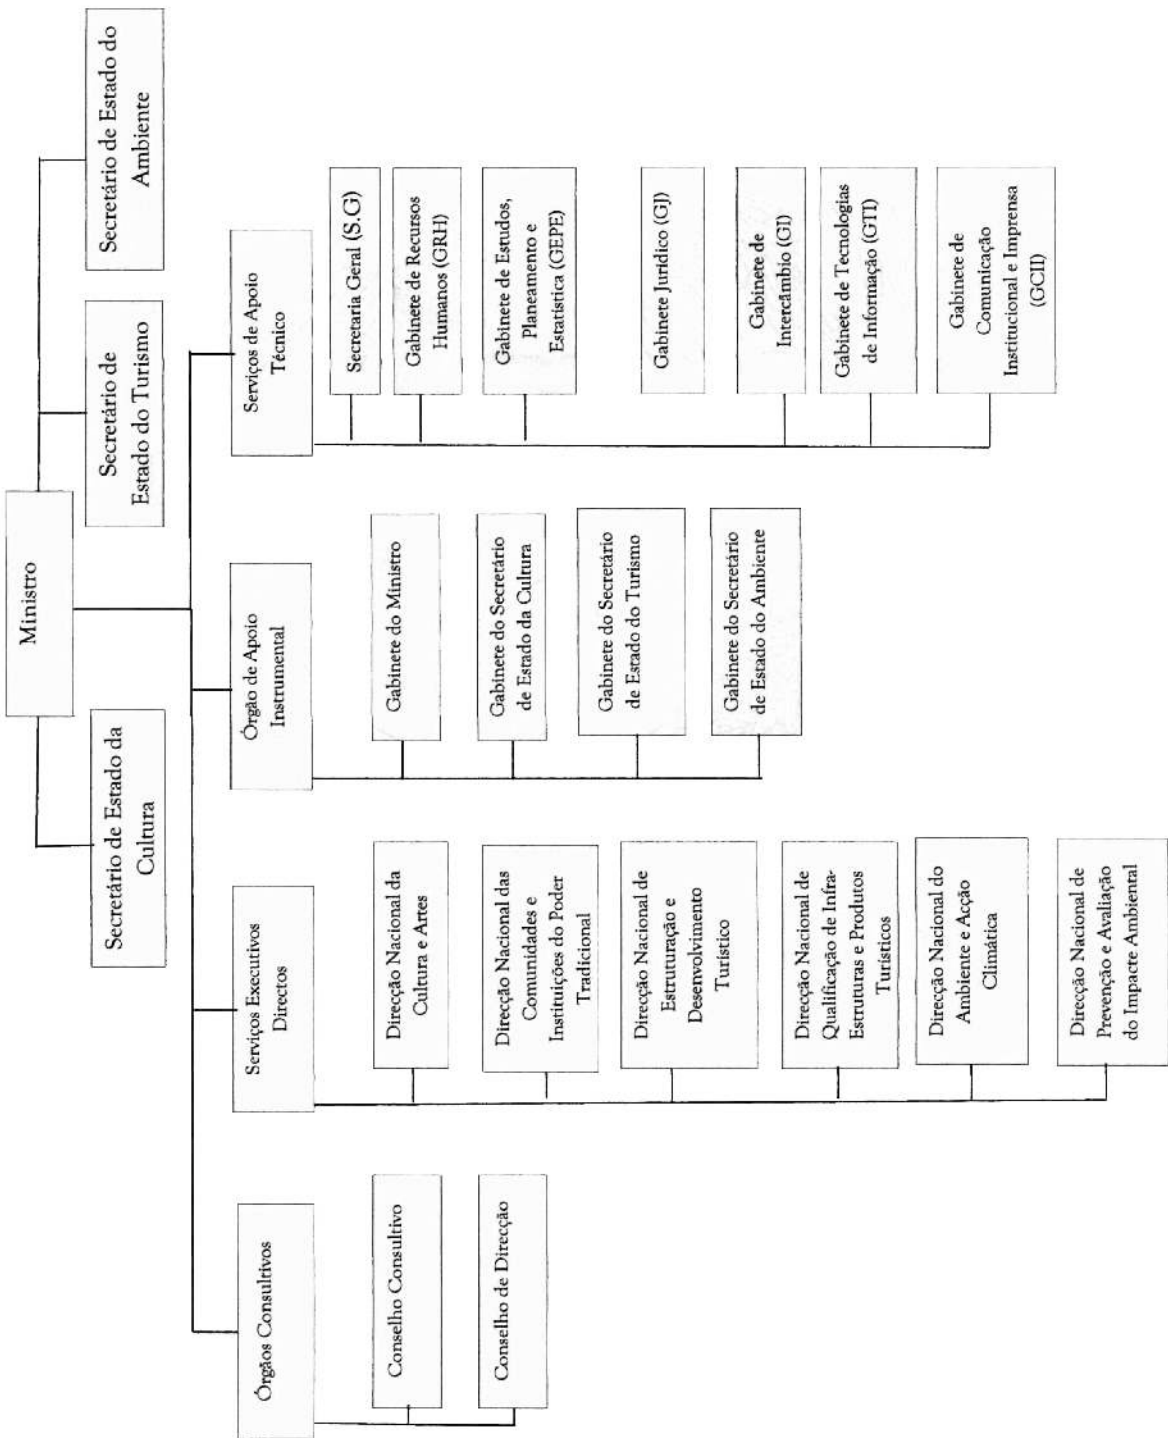 Ministro
Secretário de Estado da
Cultura
Secretário de
Estado do Turismo
Secretário de Estado do
Ambiente
Órgãos Consultivos
Conselho Consultivo
Conselho de Direcção
Serviços Executivos
Directos
Direcção Nacional da
Cultura e Artes
Direcção Nacional das
Comunidades e
Instituições do Poder
Tradicional
Direcção Nacional de
Estruturação e
Desenvolvimento
Turístico
Direcção Nacional de
Qualificação de Infra-
Estruturas e Produtos
Turísticos
Direcção Nacional do
Ambiente e Acção
Climática
Direcção Nacional de
Prevenção e Avaliação
do Impacte Ambiental
Órgão de Apoio
Instrumental
Gabinete do Ministro
Gabinete do Secretário
de Estado da Cultura
Gabinete do Secretário
de Estado do Turismo
Gabinete do Secretário
de Estado do Ambiente
Serviços de Apoio
Técnico
Secretaria Geral (S.G)
Gabinete de Recursos
Humanos (GRH)
Gabinete de Estudos,
Planeamento e
Estatística (GEPE)
Gabinete Jurídico (GJ)
Gabinete de
Intercâmbio (GI)
Gabinete de Tecnologias
de Informação (GTI)
Gabinete de
Comunicação
Institucional e Imprensa
(GCII)